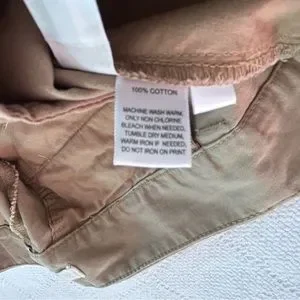 100% COTTON
MACHINE WASH WARM,
ONLY NON CHLORINE
BLEACH WHEN NEEDED,
TUMBLE DRY MEDIUM,
WARM IRON IF NEEDED,
DO NOT IRON ON PRINT